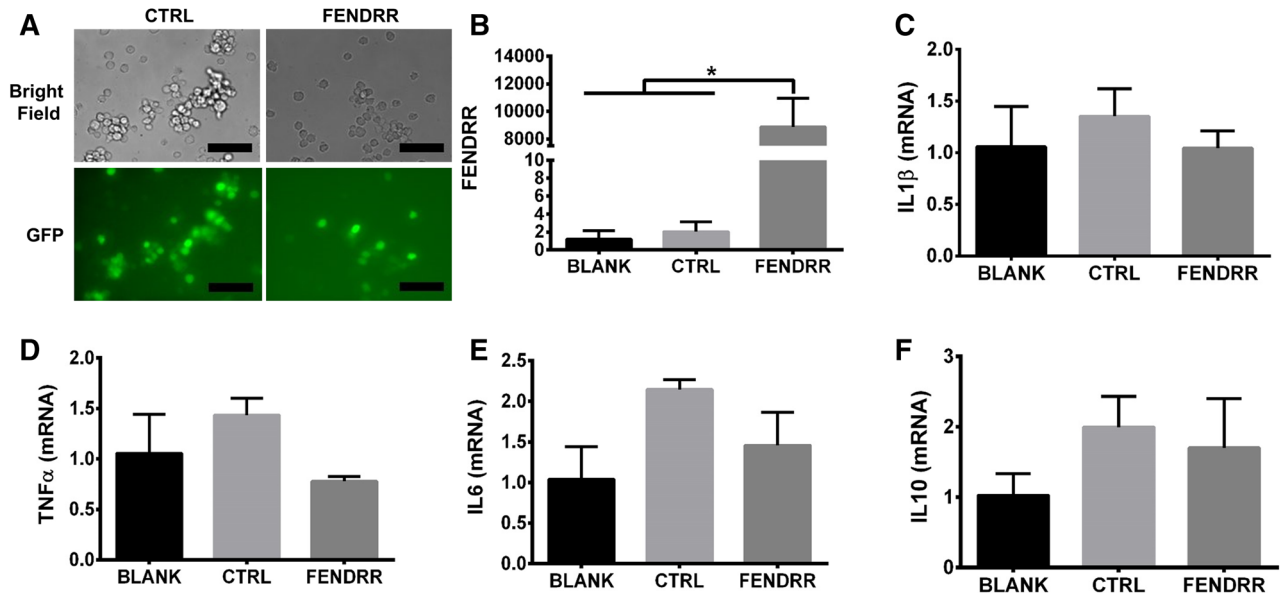 A
CTRL
FENDRR
Bright
Field
GFP
B
FENDRR
14000
12000
10000
8000
10
8
6
4
2
0
*
BLANK
CTRL
FENDRR
C
IL1β (mRNA)
2.0
1.5
1.0
0.5
0.0
BLANK
CTRL
FENDRR
D
TNFα (mRNA)
2.0
1.5
1.0
0.5
0.0
BLANK
CTRL
FENDRR
E
IL6 (mRNA)
2.5
2.0
1.5
1.0
0.5
0.0
BLANK
CTRL
FENDRR
F
IL10 (mRNA)
3
2
1
0
BLANK
CTRL
FENDRR